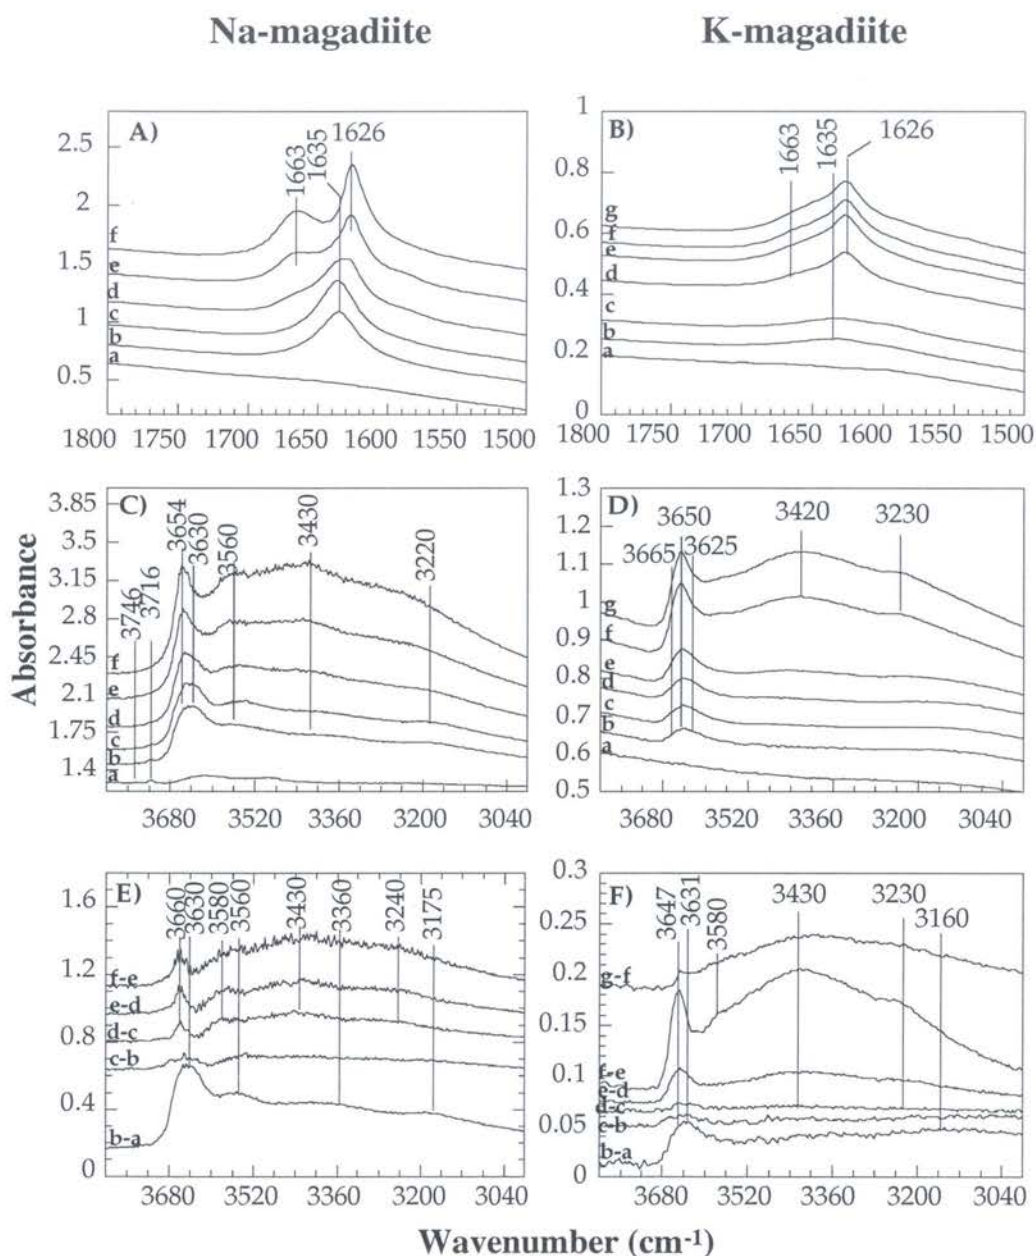 Na-magadiite
K-magadiite
A)
1663
1635
1626
2.5
2
1.5
1
0.5
f
e
d
c
b
a
1800 1750 1700 1650 1600 1550 1500
B)
1663
1635
1626
1
0.8
0.6
0.4
0.2
0
g
f
e
d
c
b
a
1800 1750 1700 1650 1600 1550 1500
Absorbance
C)
3746
3716
3654
3630
3560
3430
3220
3.85
3.5
3.15
2.8
2.45
2.1
1.75
1.4
f
e
d
c
b
a
3680 3520 3360 3200 3040
D)
3665
3650
3625
3420
3230
1.3
1.2
1.1
1
0.9
0.8
0.7
0.6
0.5
g
f
e
d
c
b
a
3680 3520 3360 3200 3040
E)
3660
3630
3580
3560
3430
3360
3240
3175
1.6
1.2
0.8
0.4
0
f-e
e-d
d-c
c-b
b-a
3680 3520 3360 3200 3040
F)
3647
3631
3580
3430
3230
3160
0.3
0.25
0.2
0.15
0.1
0.05
0
g-f
f-e
e-d
d-c
c-b
b-a
3680 3520 3360 3200 3040
Wavenumber (cm-1)